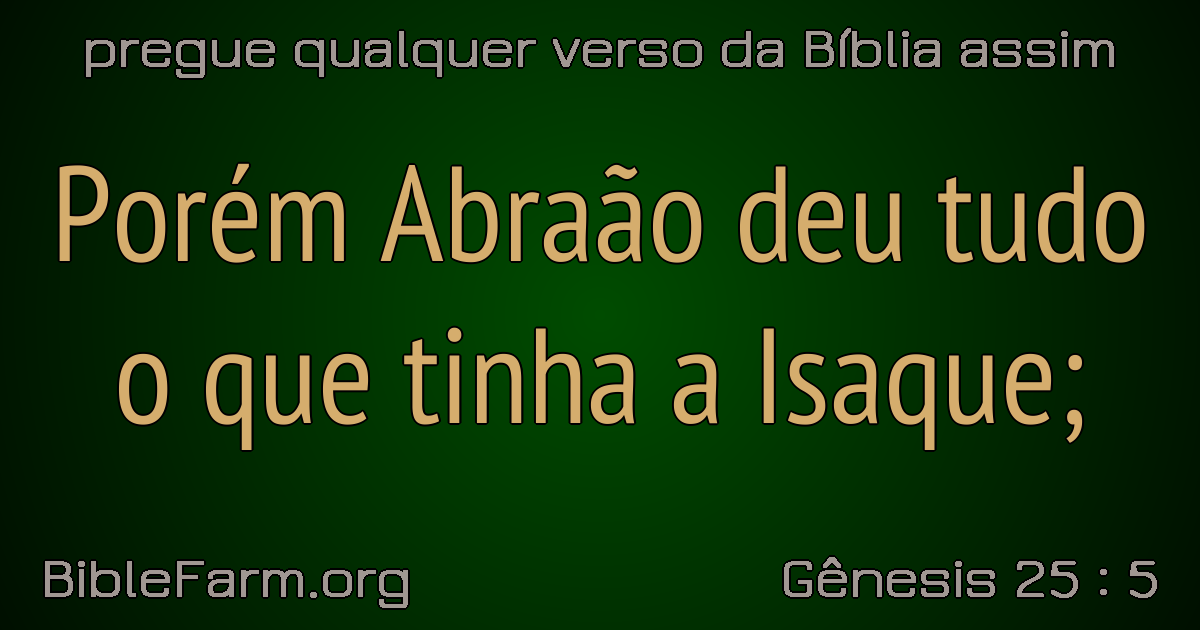 pregue qualquer verso da Bíblia assim
Porém Abraão deu tudo
o que tinha a Isaque;
BibleFarm.org
Gênesis 25 : 5